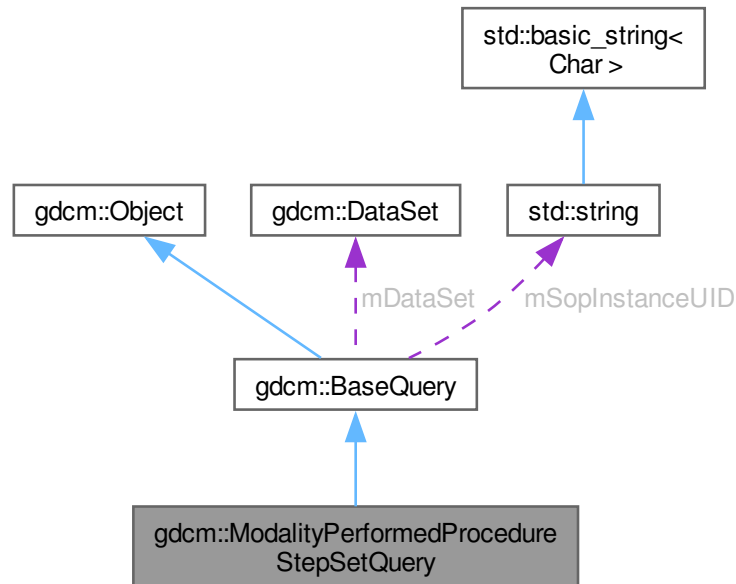 std::basic_string<
Char >
gdcm::Object
gdcm::DataSet
std::string
mDataSet
mSopInstanceUID
gdcm::BaseQuery
gdcm::ModalityPerformedProcedure
StepSetQuery